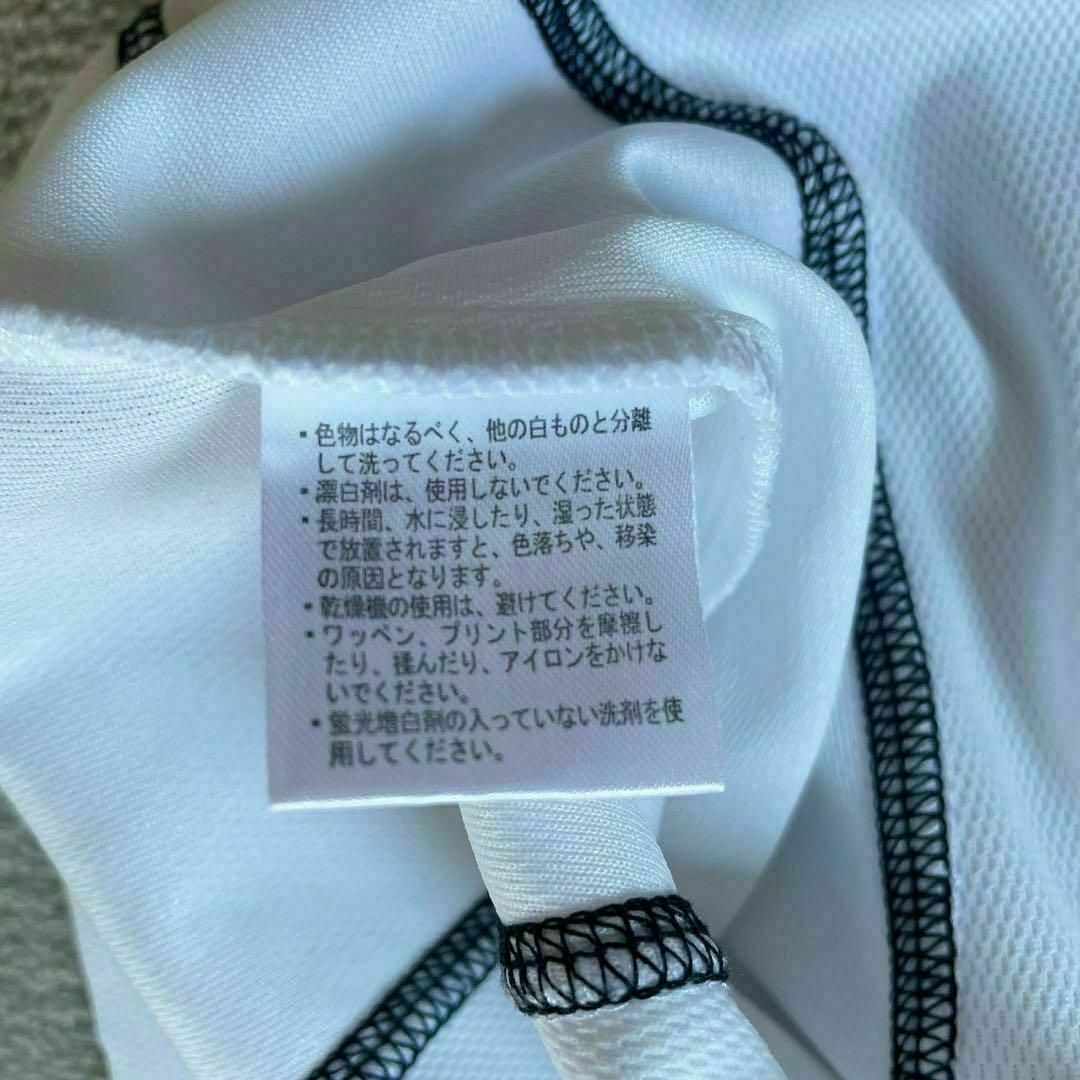 ・色物はなるべく、他の白ものと分離
して洗ってください。
・漂白剤は、使用しないでください。
・長時間、水に浸したり、湿った状態
で放置されますと、色落ちや、移染
の原因となります。
・乾燥機の使用は、避けてください。
・ワッペン、プリント部分を摩擦し
たり、揉んだり、アイロンをかけな
いでください。
・蛍光増白剤の入っていない洗剤を使
用してください。